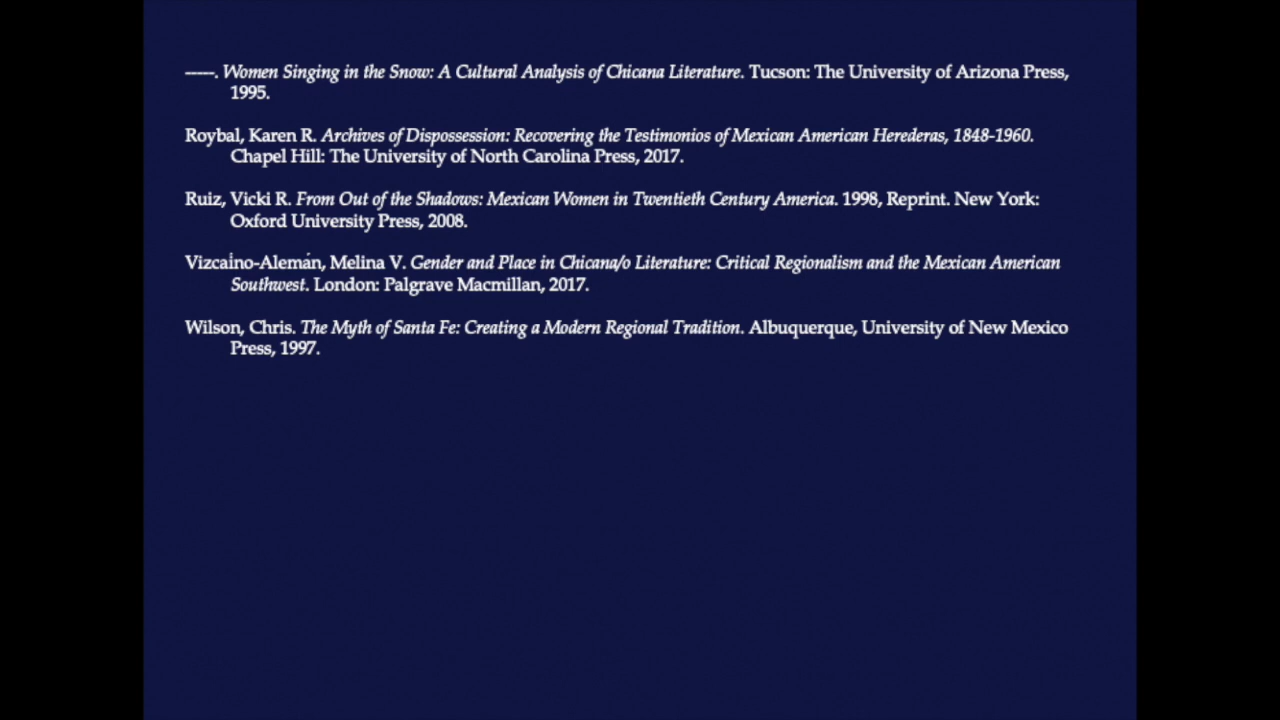 -----. Women Singing in the Snow: A Cultural Analysis of Chicana Literature. Tucson: The University of Arizona Press,
1995.
Roybal, Karen R. Archives of Dispossession: Recovering the Testimonios of Mexican American Herederas, 1848-1960.
Chapel Hill: The University of North Carolina Press, 2017.
Ruiz, Vicki R. From Out of the Shadows: Mexican Women in Twentieth Century America. 1998, Reprint. New York:
Oxford University Press, 2008.
Vizcaíno-Alemán, Melina V. Gender and Place in Chicana/o Literature: Critical Regionalism and the Mexican American
Southwest. London: Palgrave Macmillan, 2017.
Wilson, Chris. The Myth of Santa Fe: Creating a Modern Regional Tradition. Albuquerque, University of New Mexico
Press, 1997.